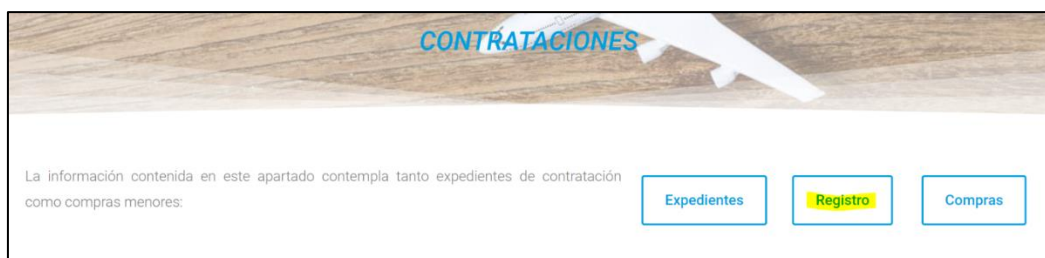 CONTRATACIONES
La información contenida en este apartado contempla tanto expedientes de contratación
como compras menores:
Expedientes
Registro
Compras